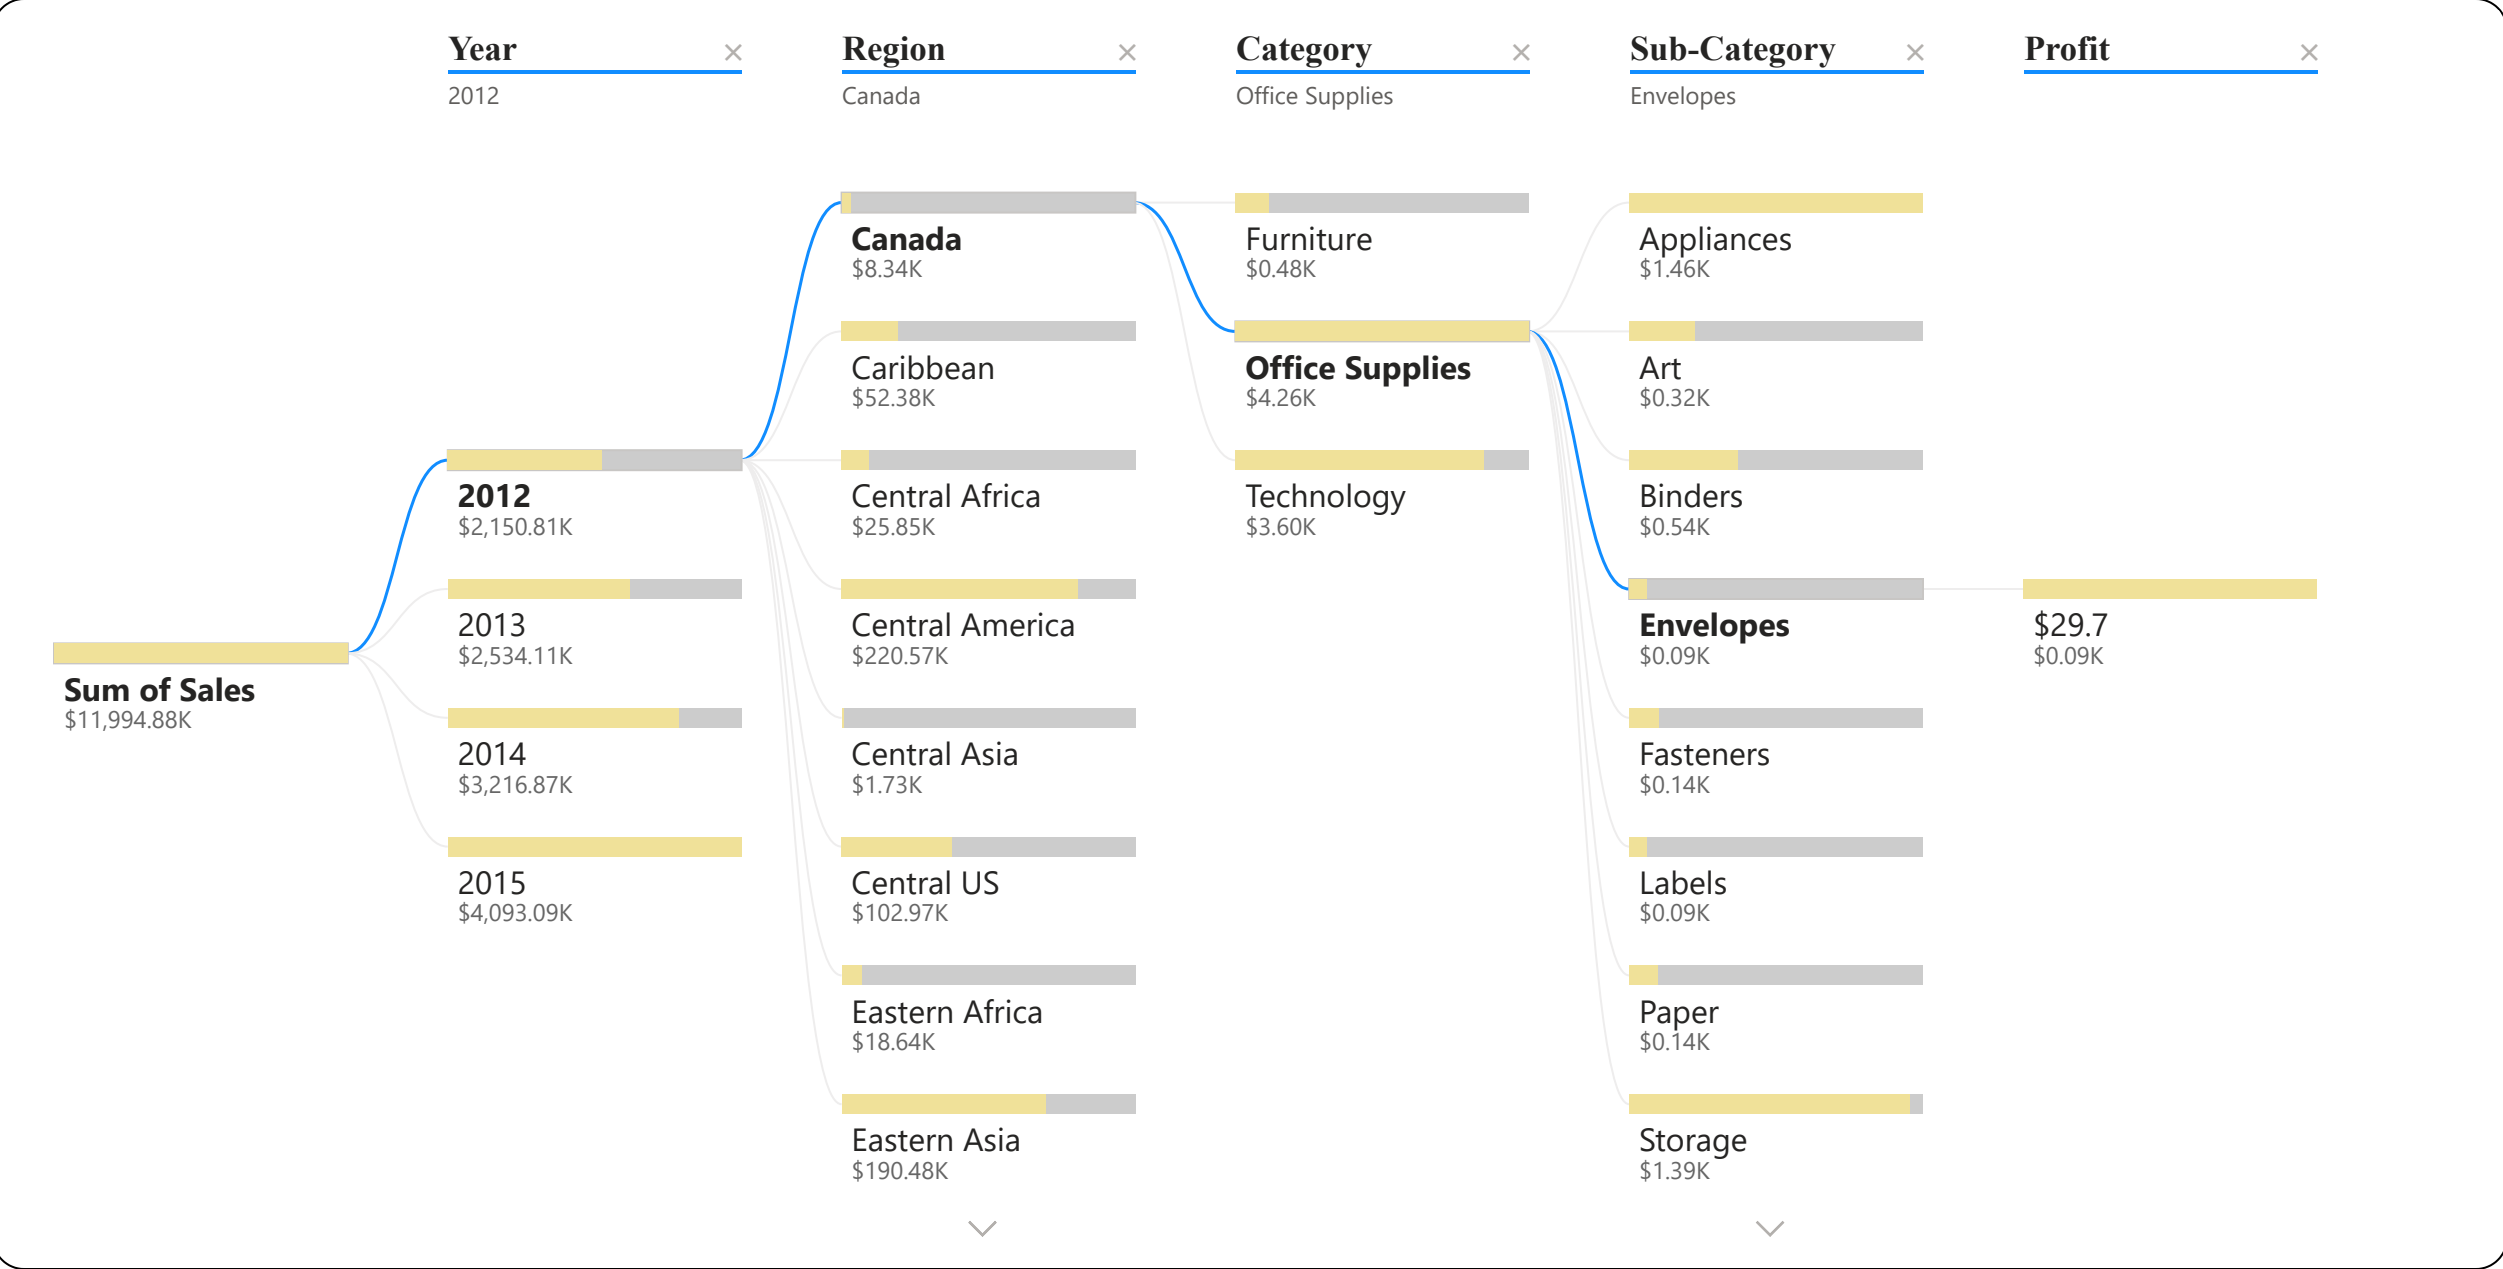 Year
2012
Region
Canada
Category
Office Supplies
Sub-Category
Envelopes
Profit
Sum of Sales
$11,994.88K
2012
$2,150.81K
2013
$2,534.11K
2014
$3,216.87K
2015
$4,093.09K
Canada
$8.34K
Caribbean
$52.38K
Central Africa
$25.85K
Central America
$220.57K
Central Asia
$1.73K
Central US
$102.97K
Eastern Africa
$18.64K
Eastern Asia
$190.48K
Furniture
$0.48K
Office Supplies
$4.26K
Technology
$3.60K
Appliances
$1.46K
Art
$0.32K
Binders
$0.54K
Envelopes
$0.09K
Fasteners
$0.14K
Labels
$0.09K
Paper
$0.14K
Storage
$1.39K
$29.7
$0.09K